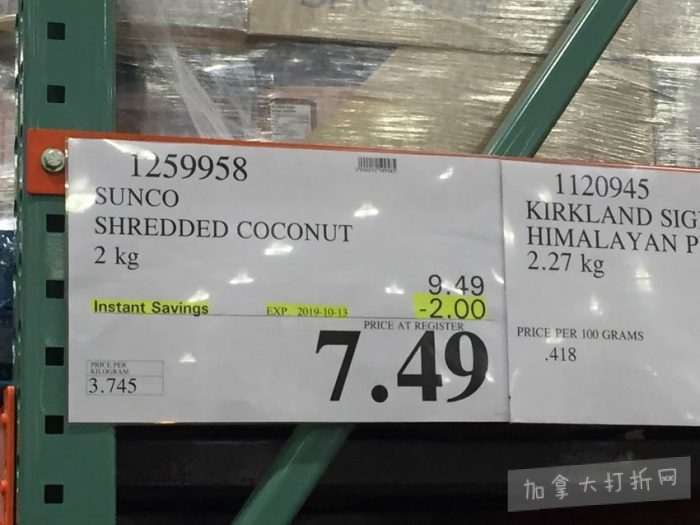 1259958
SUNCO
SHREDDED COCONUT
2 kg
9.49
Instant Savings EXP. 2019-10-13 -2.00
PRICE AT REGISTER
7.49
PRICE PER
KILOGRAM
3.745
1120945
KIRKLAND SIG
HIMALAYAN P
2.27 kg
PRICE PER 100 GRAMS
.418
加拿大打折网